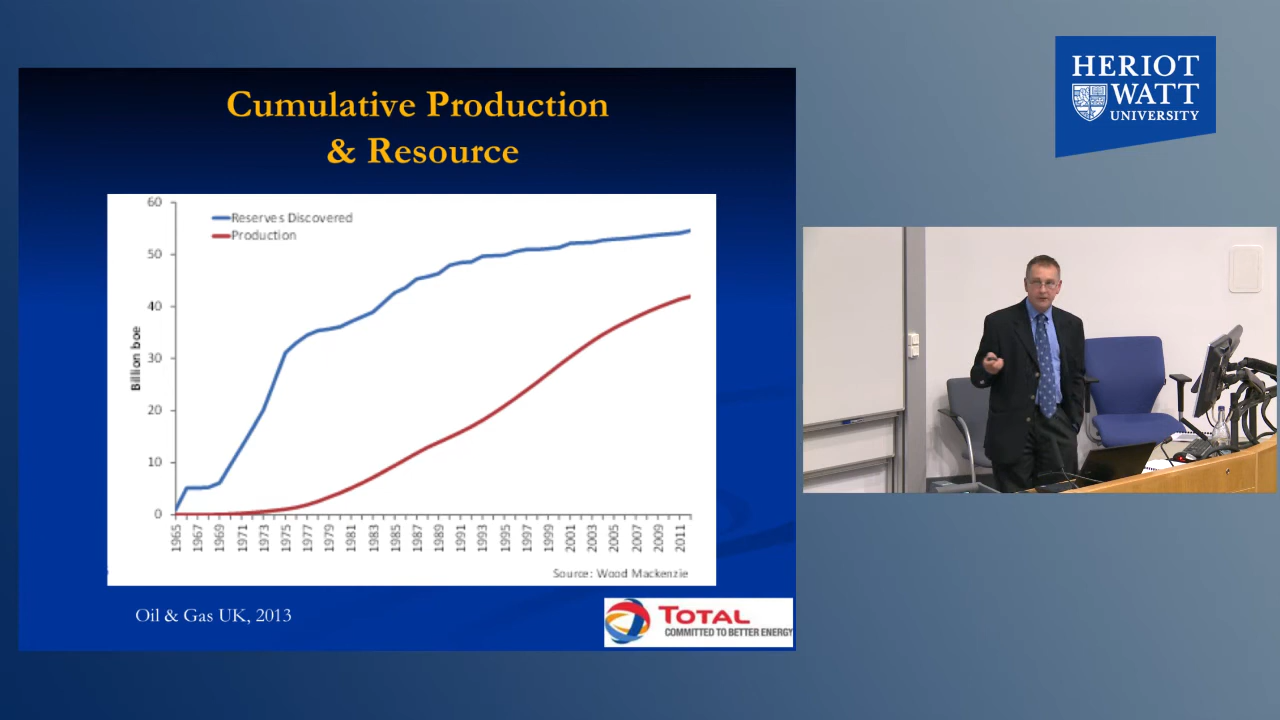 Cumulative Production
& Resource
60
50
40
30
20
10
0
Billion boe
Reserves Discovered
Production
1965
1967
1969
1971
1973
1975
1977
1979
1981
1983
1985
1987
1989
1991
1993
1995
1997
1999
2001
2003
2005
2007
2009
2011
Source: Wood Mackenzie
Oil & Gas UK, 2013
TOTAL
COMMITTED TO BETTER ENERGY
HERIOT
WATT
UNIVERSITY